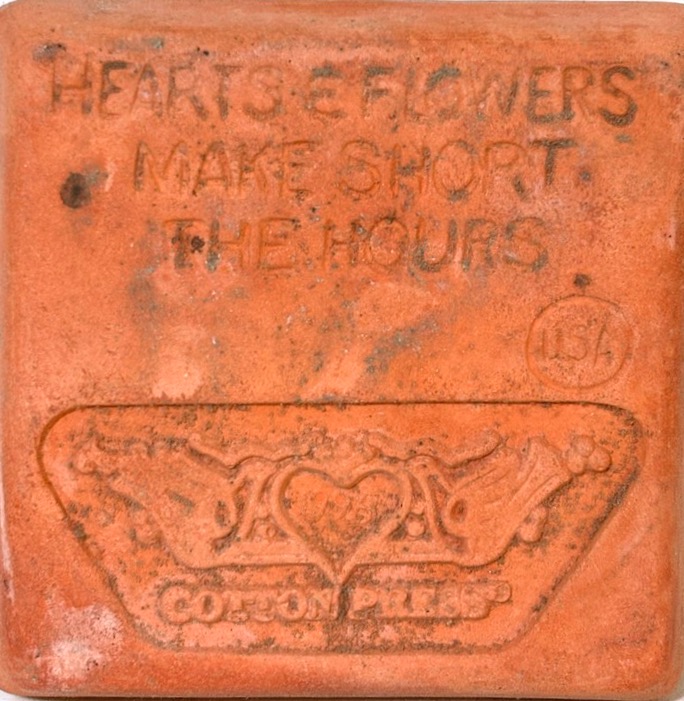 HEARTS & FLOWERS
MAKE SHORT
THE HOURS
USA
COTTON PRESS®